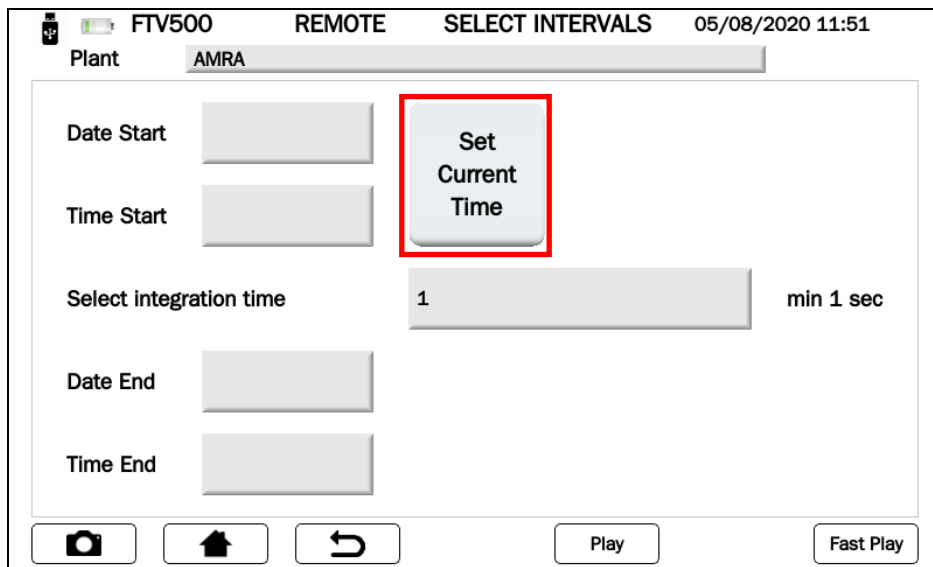 FTV500 REMOTE SELECT INTERVALS 05/08/2020 11:51
Plant AMRA
Date Start
Set
Current
Time
Time Start
Select integration time 1 min 1 sec
Date End
Time End
Play Fast Play